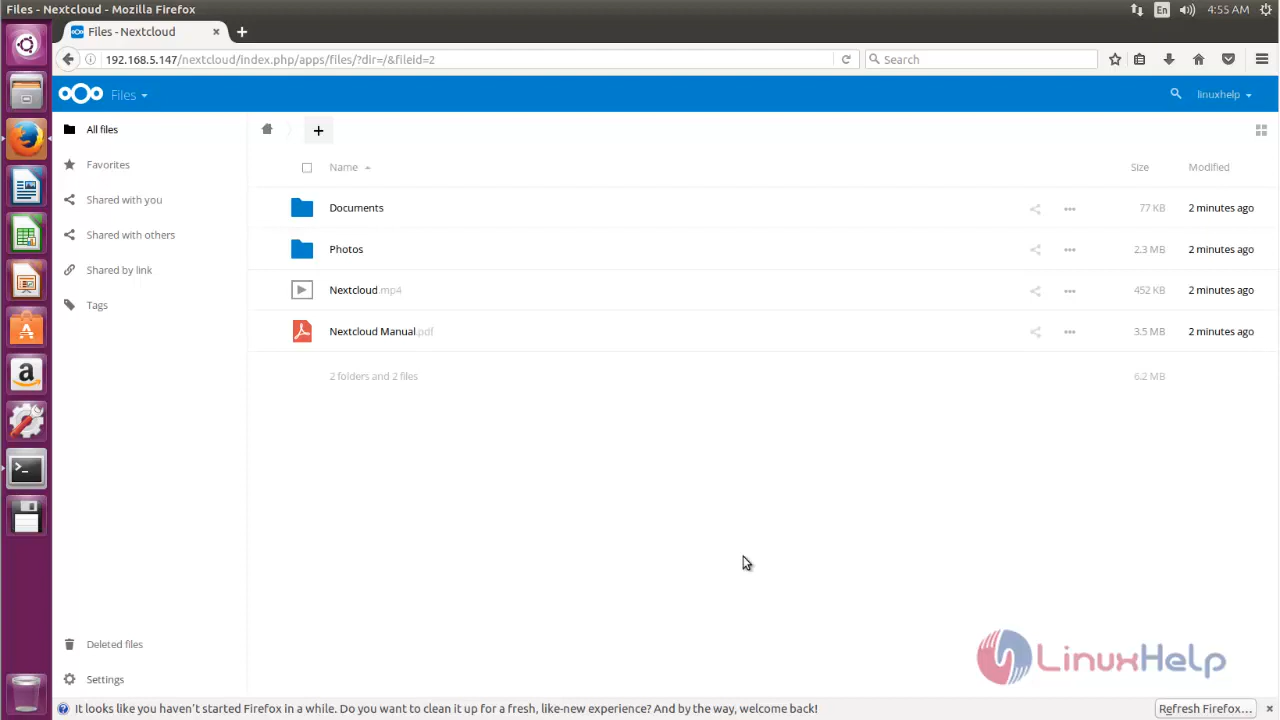 Files - Nextcloud - Mozilla Firefox
En
4:55 AM
Files - Nextcloud
192.168.5.147/nextcloud/index.php/apps/files/?dir=/&fileid=2
Search
Files
linuxhelp
All files
Favorites
Shared with you
Shared with others
Shared by link
Tags
Name
Size
Modified
Documents
77 KB
2 minutes ago
Photos
2.3 MB
2 minutes ago
Nextcloud.mp4
452 KB
2 minutes ago
Nextcloud Manual.pdf
3.5 MB
2 minutes ago
2 folders and 2 files
6.2 MB
Deleted files
Settings
LinuxHelp
It looks like you haven't started Firefox in a while. Do you want to clean it up for a fresh, like-new experience? And by the way, welcome back!
Refresh Firefox...